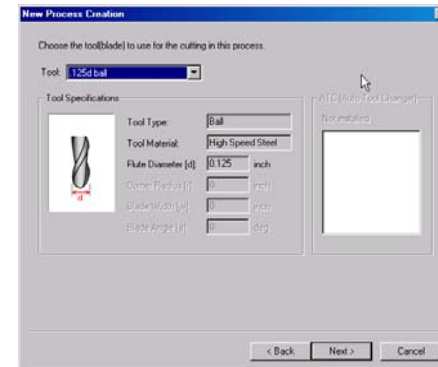 New Process Creation
Choose the tool(blade) to use for the cutting in this process.
Tool: .125d ball
Tool Specifications
ATC(Auto Tool Changer)
Tool Type: Ball
Not installed
Tool Material: High Speed Steel
Flute Diameter [d]: 0.125 inch
Corner Radius [r] 0 inch
Blade Width [w] 0 inch
Blade Angle [a] 0 deg
d
< Back
Next >
Cancel